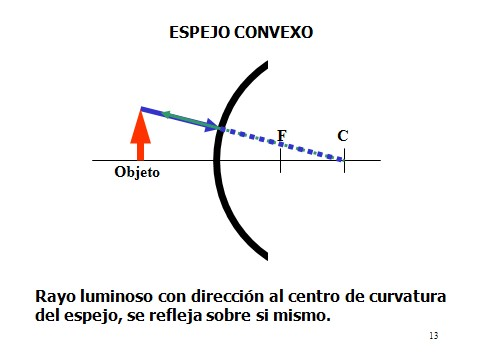 ESPEJO CONVEXO
F
C
Objeto
Rayo luminoso con dirección al centro de curvatura
del espejo, se refleja sobre si mismo.
13